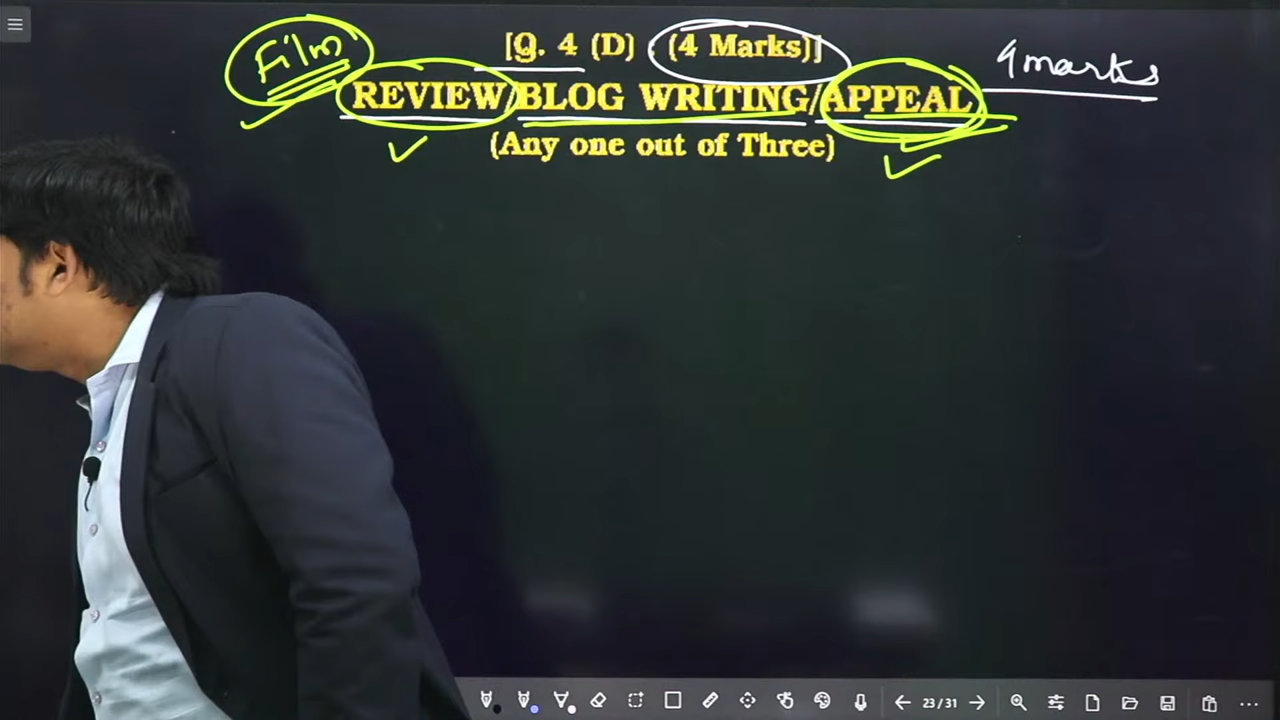 Film
[Q. 4 (D) (4 Marks)]
4 marks
REVIEW/BLOG WRITING/APPEAL
(Any one out of Three)
23/31